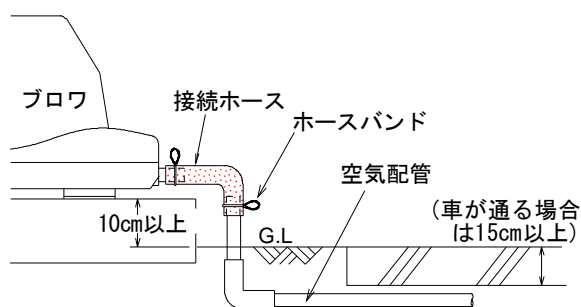 ブロワ
接続ホース
ホースバンド
空気配管
10cm以上
G.L
(車が通る場合
は15cm以上)